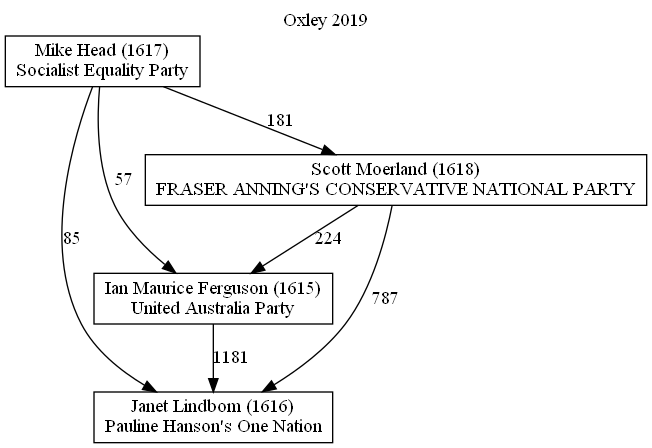 Oxley 2019
Mike Head (1617)
Socialist Equality Party
181
Scott Moerland (1618)
FRASER ANNING'S CONSERVATIVE NATIONAL PARTY
57
85
224
Ian Maurice Ferguson (1615)
United Australia Party
787
1181
Janet Lindbom (1616)
Pauline Hanson's One Nation